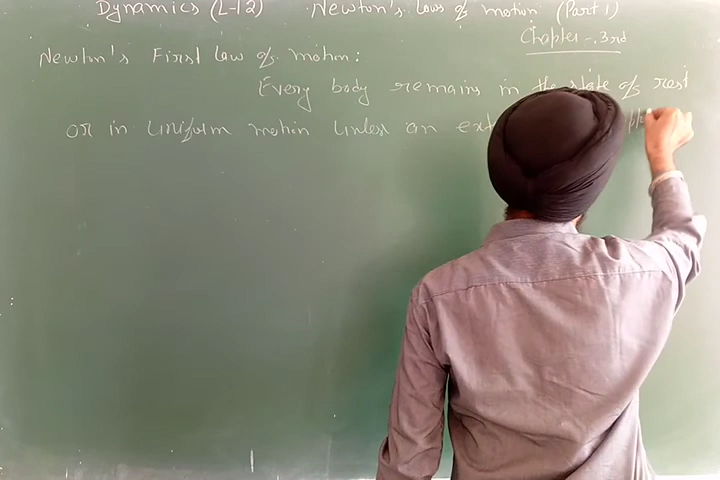 Dynamics (L-12) Newton's laws of motion (Part 1)
Chapter - 3rd
Newton's First law of motion:
Every body remains in the state of rest
or in uniform motion unless an ext